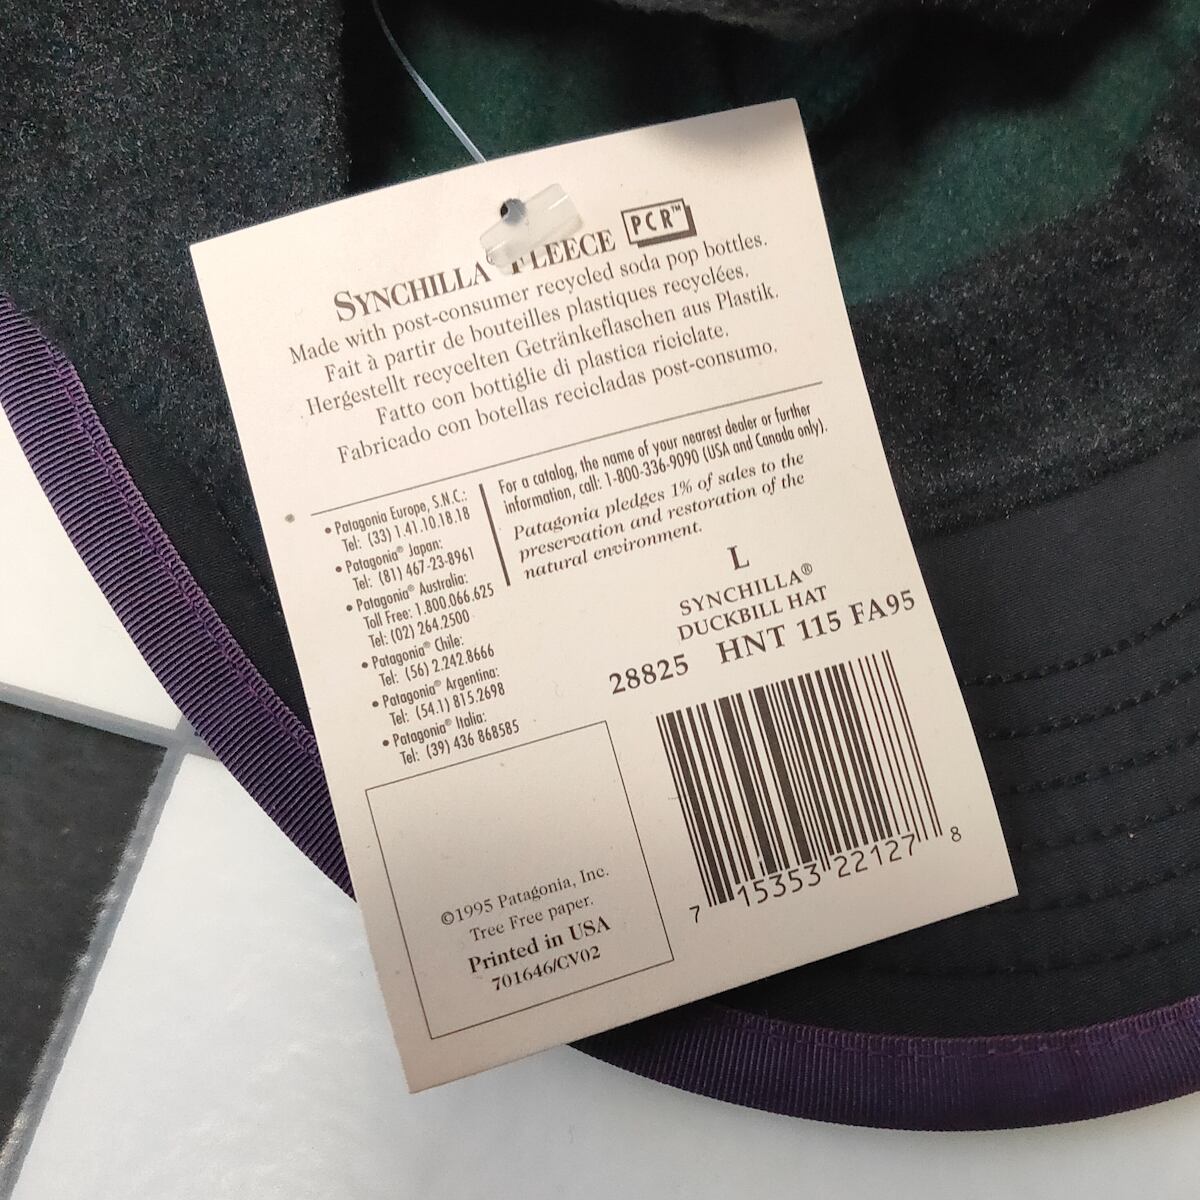 SYNCHILLA FLEECE PCR™
Made with post-consumer recycled soda pop bottles.
Fait à partir de bouteilles plastiques recyclées.
Hergestellt recycelten Getränkeflaschen aus Plastik.
Fatto con bottiglie di plastica riciclate.
Fabricado con botellas recicladas post-consumo.
• Patagonia Europe, S.N.C.:
Tel: (33) 1.41.10.18.18
• Patagonia® Japan:
Tel: (81) 467-23-8961
• Patagonia® Australia:
Toll Free: 1.800.066.625
Tel: (02) 264.2500
• Patagonia® Chile:
Tel: (56) 2.242.8666
• Patagonia® Argentina:
Tel: (54.1) 815.2698
• Patagonia® Italia:
Tel: (39) 436 868585
For a catalog, the name of your nearest dealer or further
information, call: 1-800-336-9090 (USA and Canada only).
Patagonia pledges 1% of sales to the
preservation and restoration of the
natural environment.
L
SYNCHILLA®
DUCKBILL HAT
28825 HNT 115 FA95
7 15353 22127 8
©1995 Patagonia, Inc.
Tree Free paper.
Printed in USA
701646/CV02